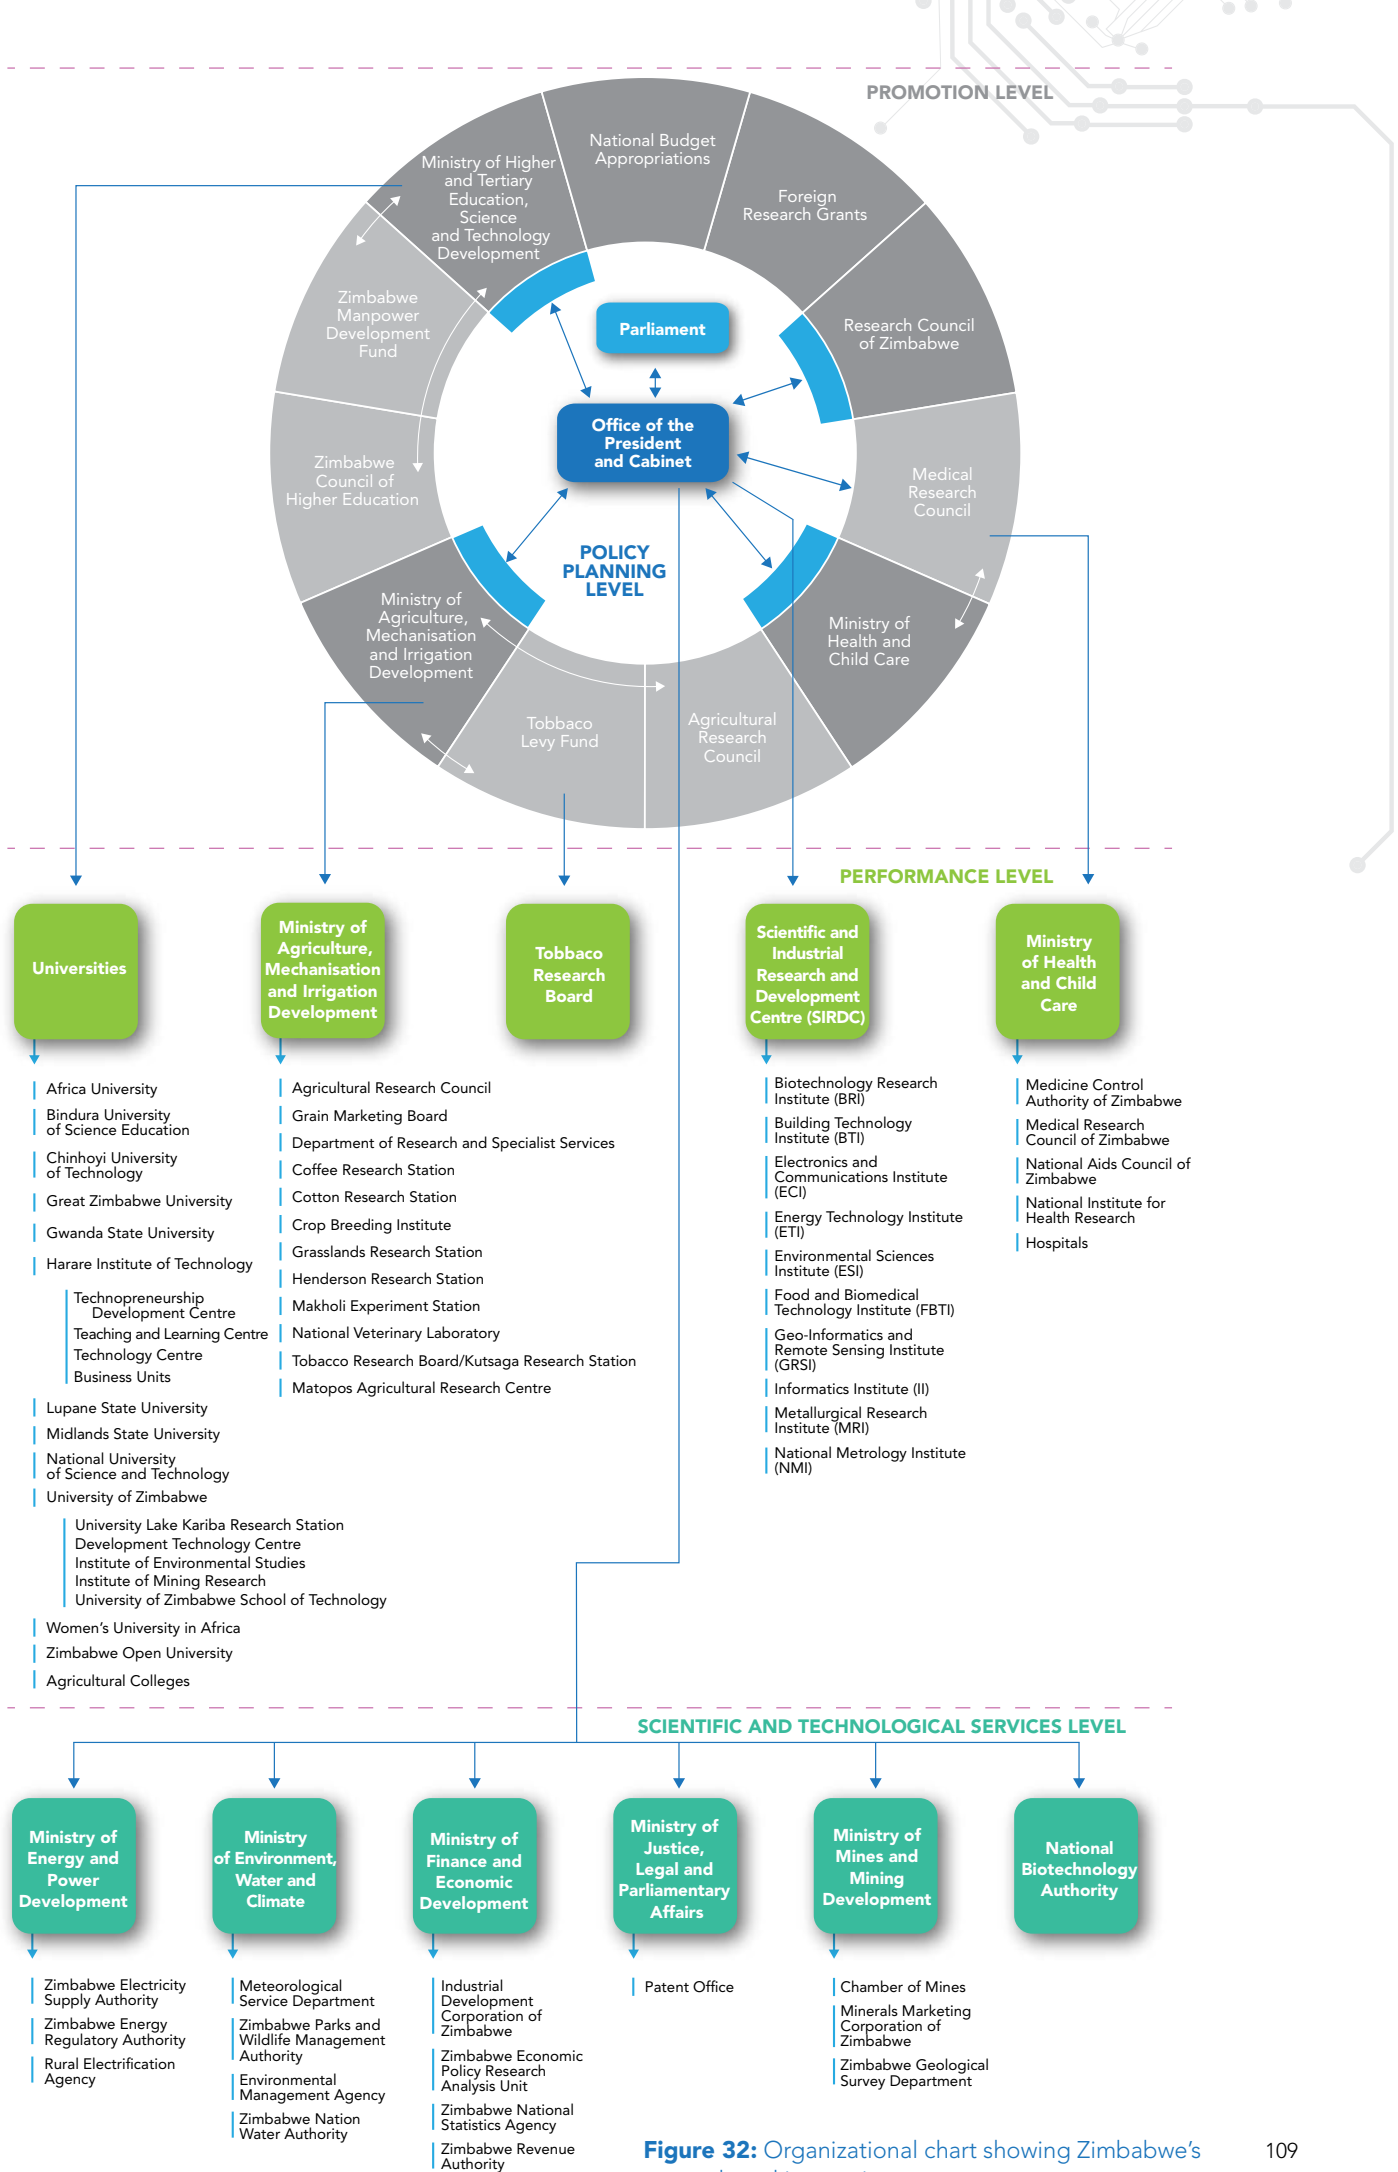 PROMOTION LEVEL
National Budget
Appropriations
Foreign
Research Grants
Ministry of Higher
and Tertiary
Education,
Science
and Technology
Development
Zimbabwe
Manpower
Development
Fund
Parliament
Research Council
of Zimbabwe
Office of the
President
and Cabinet
Zimbabwe
Council of
Higher Education
Medical
Research
Council
POLICY
PLANNING
LEVEL
Ministry of
Agriculture,
Mechanisation
and Irrigation
Development
Ministry of
Health and
Child Care
Tobbaco
Levy Fund
Agricultural
Research
Council
PERFORMANCE LEVEL
Universities
Africa University
Bindura University
of Science Education
Chinhoyi University
of Technology
Great Zimbabwe University
Gwanda State University
Harare Institute of Technology
Technopreneurship
Development Centre
Teaching and Learning Centre
Technology Centre
Business Units
Lupane State University
Midlands State University
National University
of Science and Technology
University of Zimbabwe
University Lake Kariba Research Station
Development Technology Centre
Institute of Environmental Studies
Institute of Mining Research
University of Zimbabwe School of Technology
Women's University in Africa
Zimbabwe Open University
Agricultural Colleges
Ministry of
Agriculture,
Mechanisation
and Irrigation
Development
Agricultural Research Council
Grain Marketing Board
Department of Research and Specialist Services
Coffee Research Station
Cotton Research Station
Crop Breeding Institute
Grasslands Research Station
Henderson Research Station
Makholi Experiment Station
National Veterinary Laboratory
Tobacco Research Board/Kutsaga Research Station
Matopos Agricultural Research Centre
Tobbaco
Research
Board
Scientific and
Industrial
Research and
Development
Centre (SIRDC)
Biotechnology Research
Institute (BRI)
Building Technology
Institute (BTI)
Electronics and
Communications Institute
(ECI)
Energy Technology Institute
(ETI)
Environmental Sciences
Institute (ESI)
Food and Biomedical
Technology Institute (FBTI)
Geo-Informatics and
Remote Sensing Institute
(GRSI)
Informatics Institute (II)
Metallurgical Research
Institute (MRI)
National Metrology Institute
(NMI)
Ministry
of Health
and Child
Care
Medicine Control
Authority of Zimbabwe
Medical Research
Council of Zimbabwe
National Aids Council of
Zimbabwe
National Institute for
Health Research
Hospitals
SCIENTIFIC AND TECHNOLOGICAL SERVICES LEVEL
Ministry of
Energy and
Power
Development
Zimbabwe Electricity
Supply Authority
Zimbabwe Energy
Regulatory Authority
Rural Electrification
Agency
Ministry
of Environment,
Water and
Climate
Meteorological
Service Department
Zimbabwe Parks and
Wildlife Management
Authority
Environmental
Management Agency
Zimbabwe Nation
Water Authority
Ministry of
Finance and
Economic
Development
Industrial
Development
Corporation of
Zimbabwe
Zimbabwe Economic
Policy Research
Analysis Unit
Zimbabwe National
Statistics Agency
Zimbabwe Revenue
Authority
Ministry of
Justice,
Legal and
Parliamentary
Affairs
Patent Office
Ministry of
Mines and
Mining
Development
Chamber of Mines
Minerals Marketing
Corporation of
Zimbabwe
Zimbabwe Geological
Survey Department
National
Biotechnology
Authority
Figure 32: Organizational chart showing Zimbabwe's
109